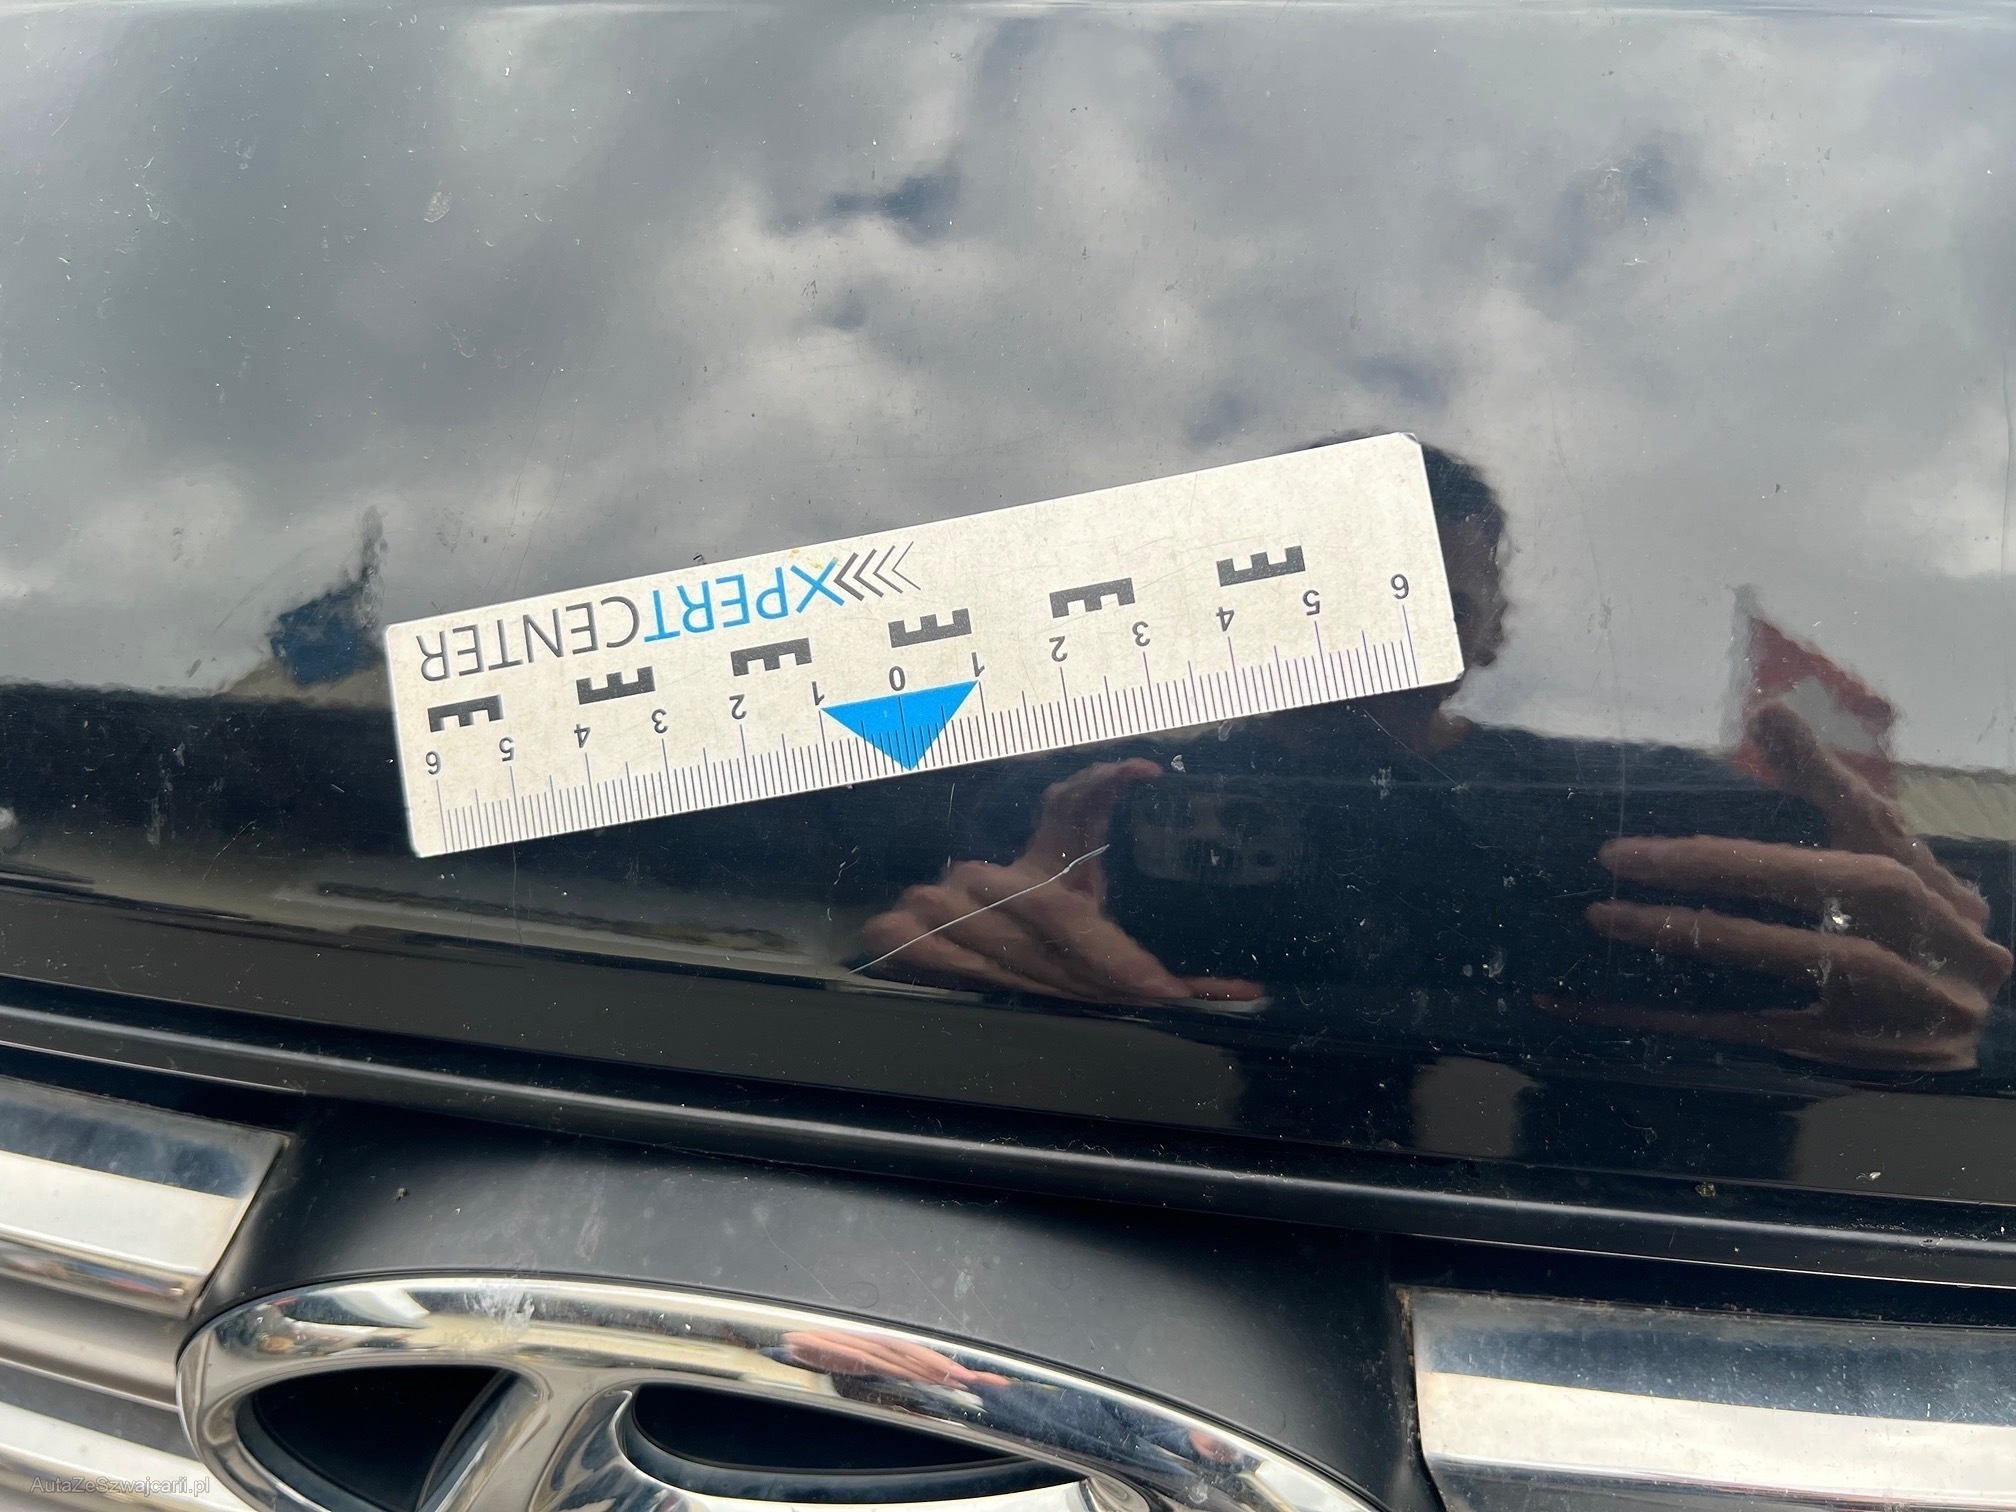 XPERTCENTER
6 5 4 3 2 1 0 1 2 3 4 5 6
AutaZeSzwajcarii.pl